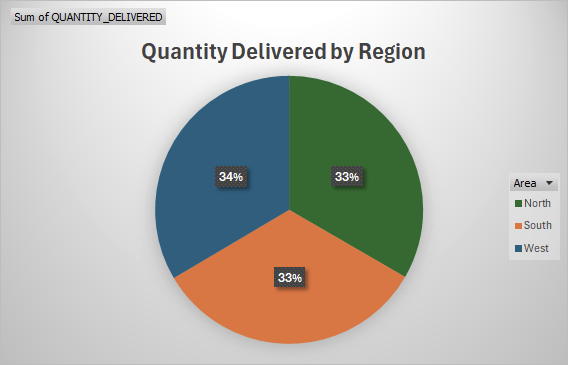 Sum of QUANTITY_DELIVERED
Quantity Delivered by Region
34%
33%
33%
Area
North
South
West